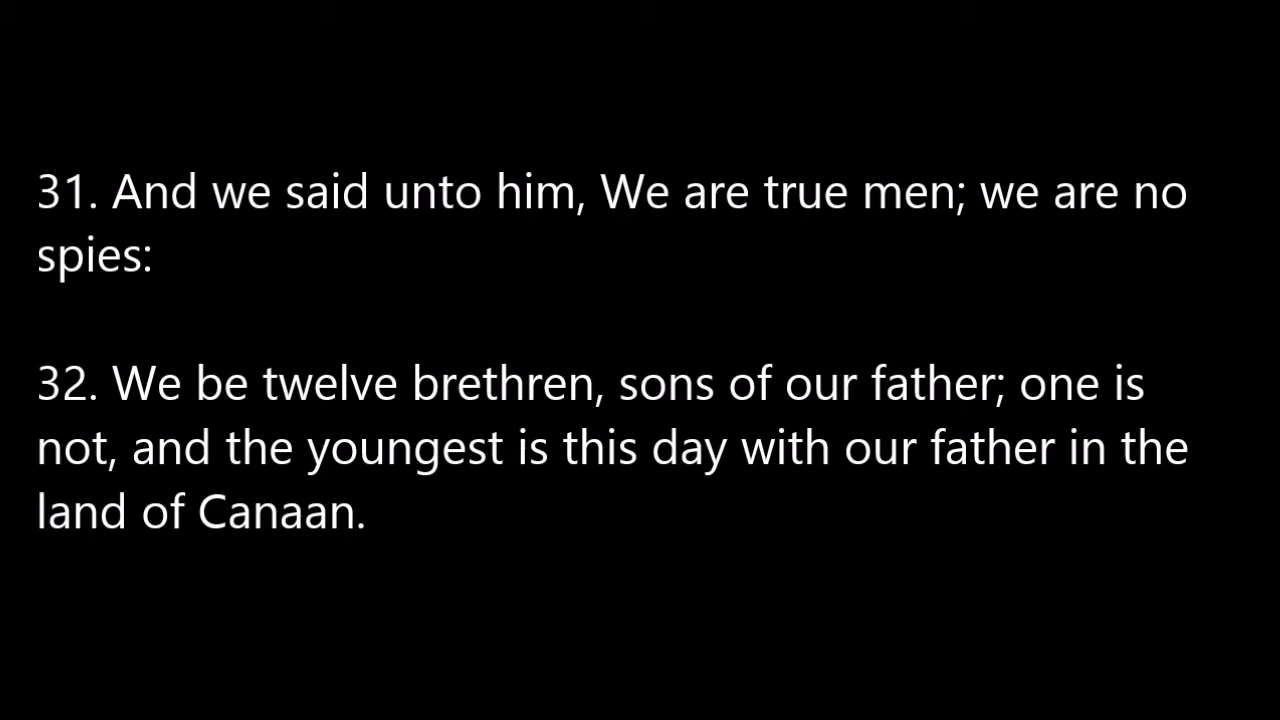 31. And we said unto him, We are true men; we are no
spies:
32. We be twelve brethren, sons of our father; one is
not, and the youngest is this day with our father in the
land of Canaan.